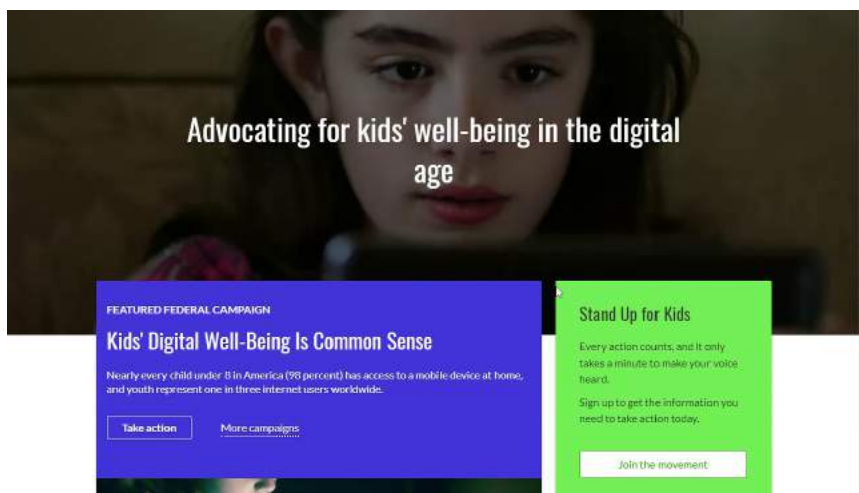 Advocating for kids' well-being in the digital
age
FEATURED FEDERAL CAMPAIGN
Kids' Digital Well-Being Is Common Sense
Nearly every child under 8 in America (98 percent) has access to a mobile device at home,
and youth represent one in three internet users worldwide.
Take action
More campaigns
Stand Up for Kids
Every action counts, and it only
takes a minute to make your voice
heard.
Sign up to get the information you
need to take action today.
Join the movement